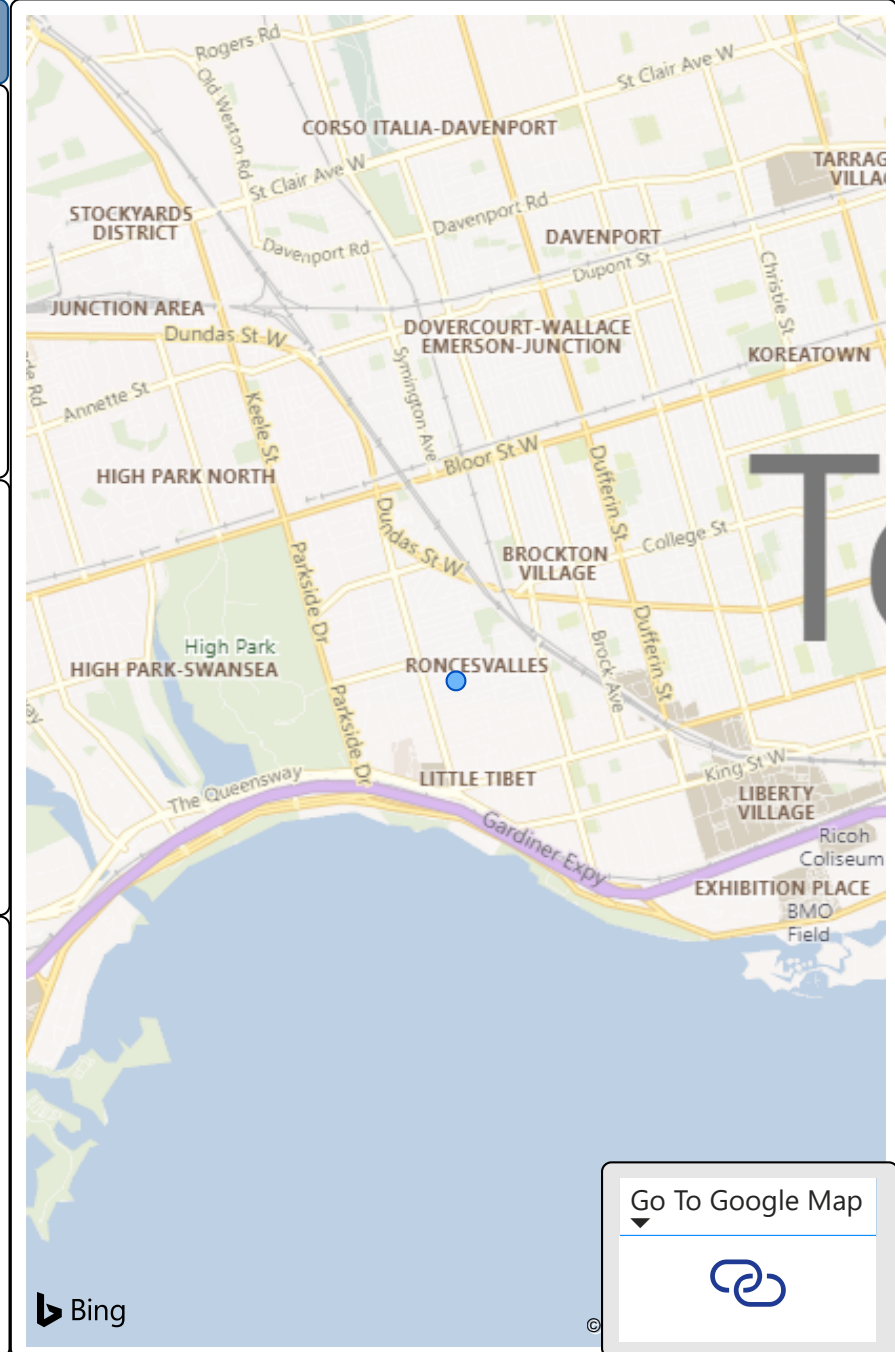 Rogers Rd
St Clair Ave W
Old Weston Rd
CORSO ITALIA-DAVENPORT
St Clair Ave W
STOCKYARDS
DISTRICT
Davenport Rd
Davenport Rd
DAVENPORT
Dupont St
Christie St
JUNCTION AREA
Dundas St W
DOVERCOURT-WALLACE
EMERSON-JUNCTION
KOREATOWN
Symington Ave
Annette St
Keele St
Bloor St W
HIGH PARK NORTH
Dufferin St
Dundas St W
College St
BROCKTON
VILLAGE
Parkside Dr
High Park
HIGH PARK-SWANSEA
RONCESVALLES
Brock Ave
Dufferin St
Parkside Dr
The Queensway
LITTLE TIBET
King St W
LIBERTY
VILLAGE
Gardiner Expy
Ricoh
Coliseum
EXHIBITION PLACE
BMO
Field
Go To Google Map
Bing
©